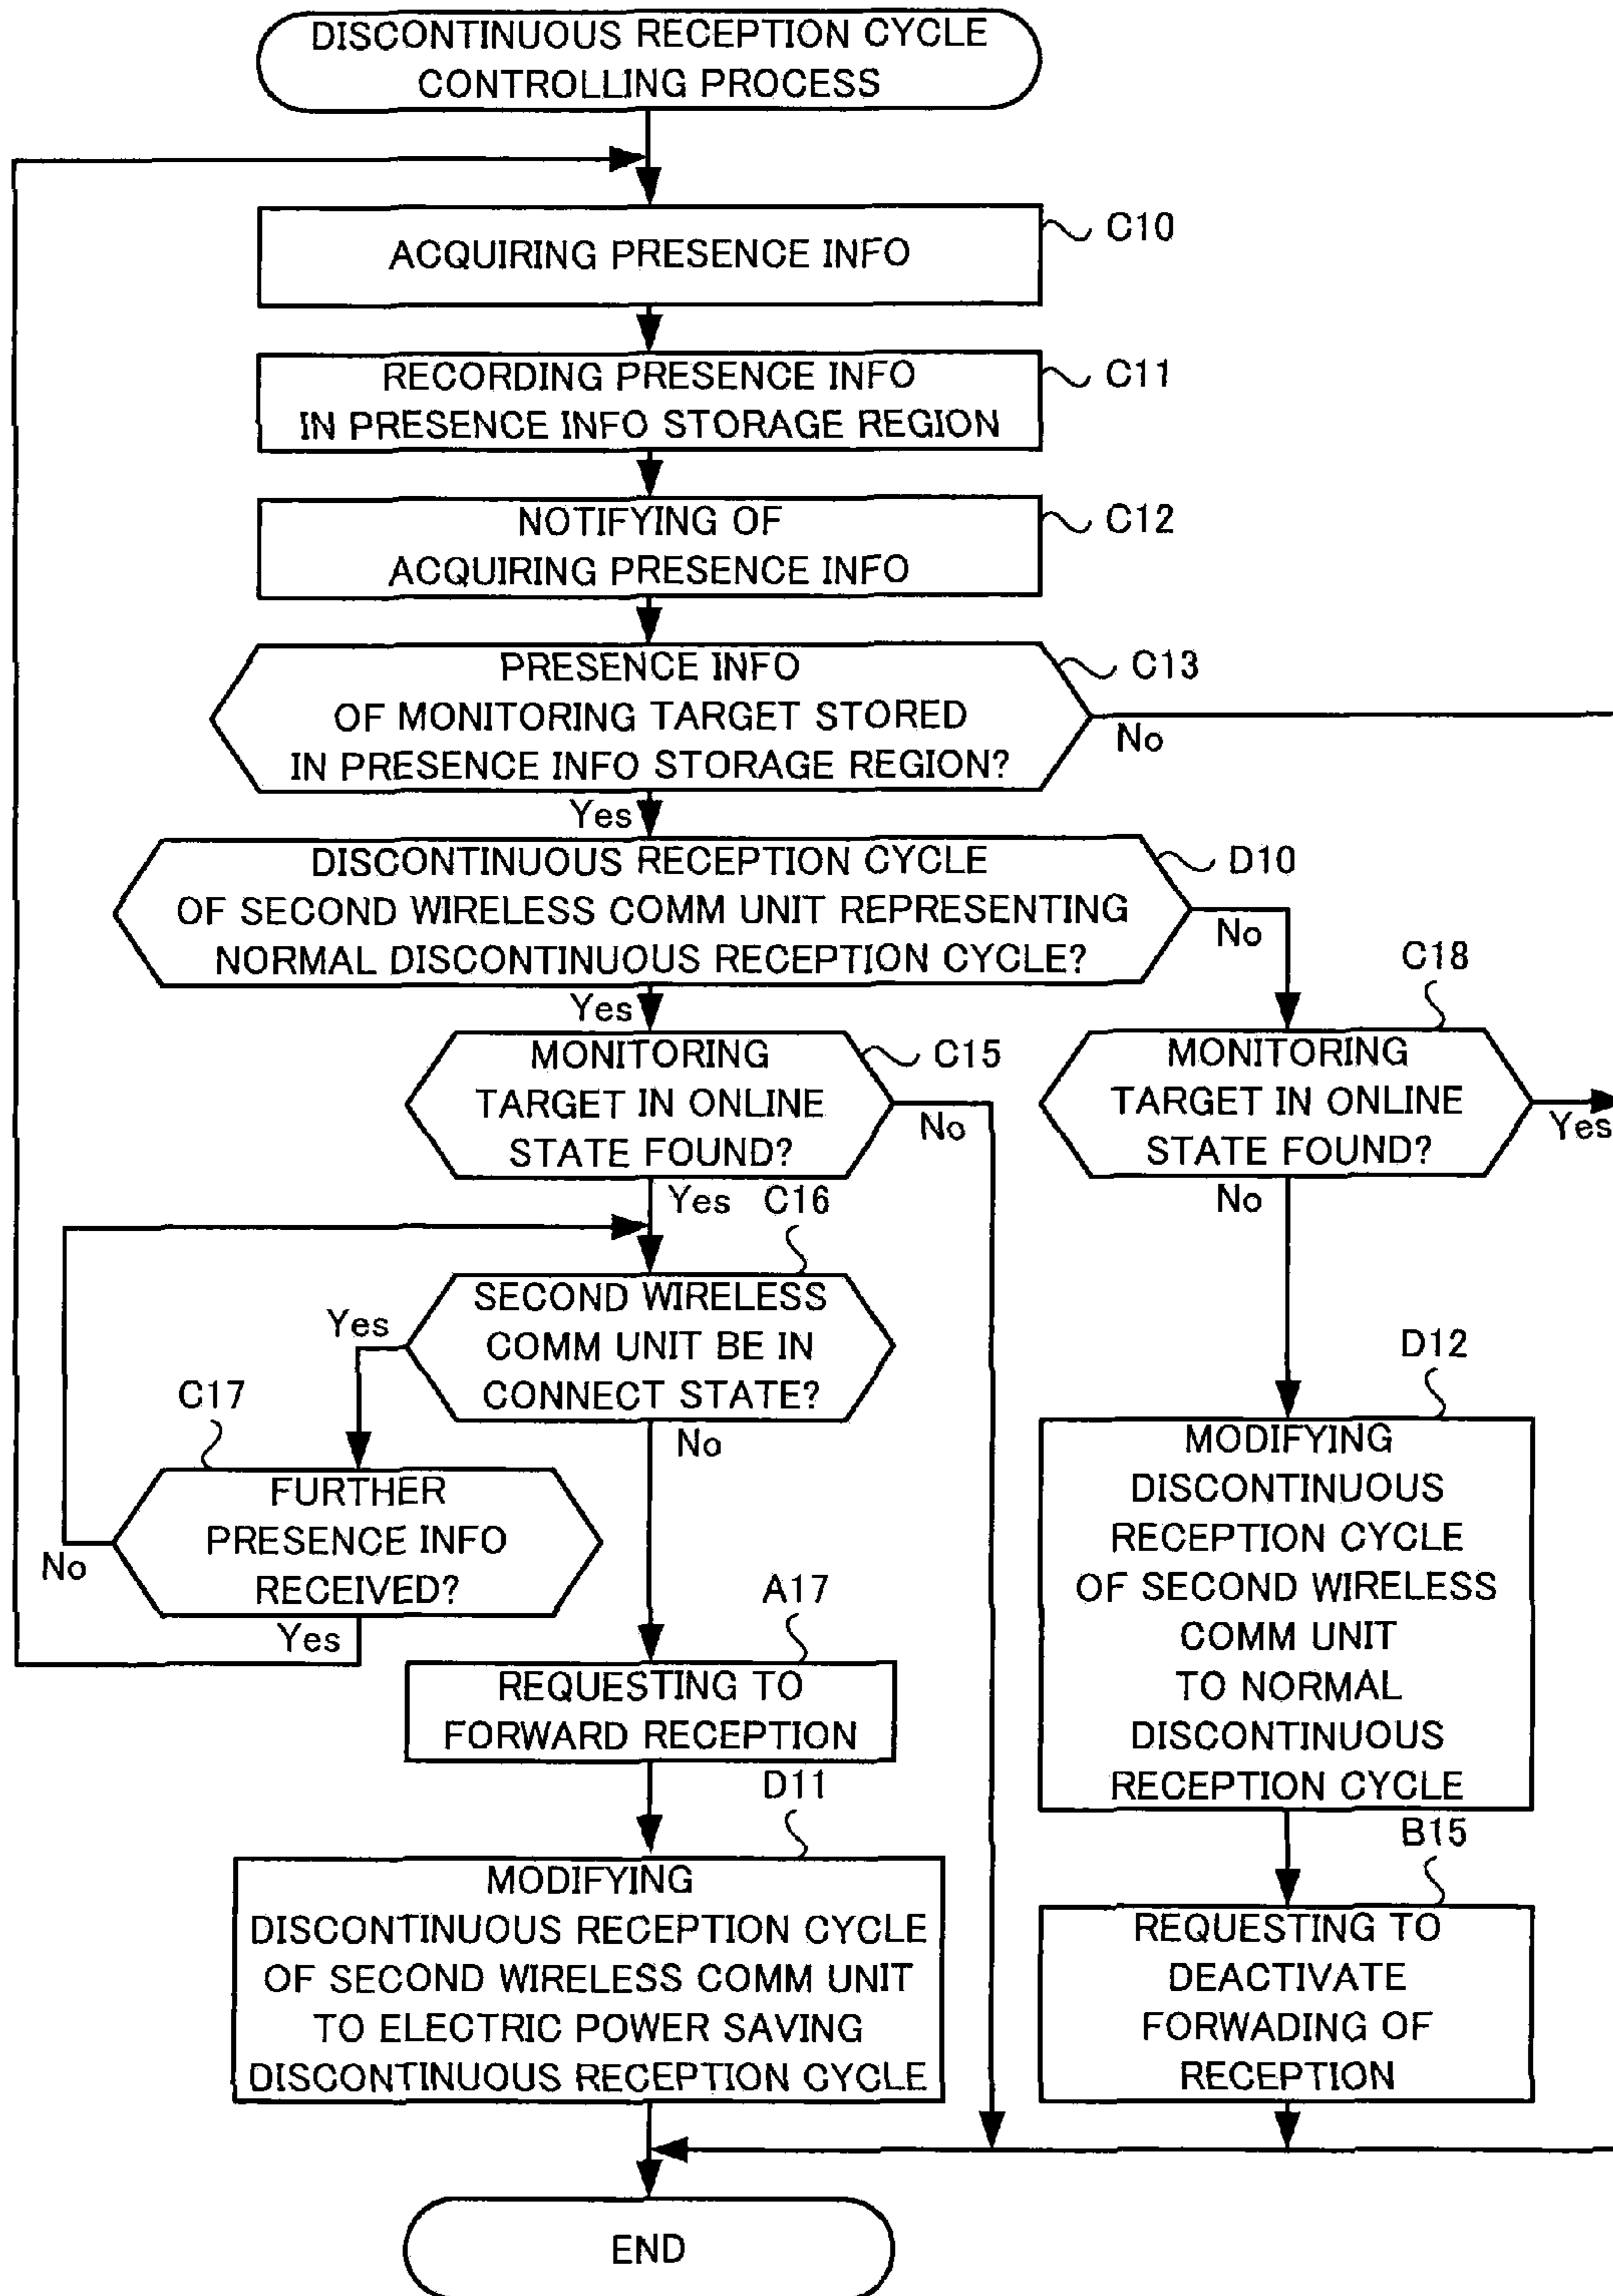 DISCONTINUOUS RECEPTION CYCLE
CONTROLLING PROCESS
ACQUIRING PRESENCE INFO
C10
RECORDING PRESENCE INFO
IN PRESENCE INFO STORAGE REGION
C11
NOTIFYING OF
ACQUIRING PRESENCE INFO
C12
PRESENCE INFO
OF MONITORING TARGET STORED
IN PRESENCE INFO STORAGE REGION?
C13
No
Yes
DISCONTINUOUS RECEPTION CYCLE
OF SECOND WIRELESS COMM UNIT REPRESENTING
NORMAL DISCONTINUOUS RECEPTION CYCLE?
D10
No
Yes
MONITORING
TARGET IN ONLINE
STATE FOUND?
C15
No
Yes
C18
MONITORING
TARGET IN ONLINE
STATE FOUND?
Yes
No
C16
SECOND WIRELESS
COMM UNIT BE IN
CONNECT STATE?
Yes
No
C17
FURTHER
PRESENCE INFO
RECEIVED?
No
Yes
A17
REQUESTING TO
FORWARD RECEPTION
D11
MODIFYING
DISCONTINUOUS RECEPTION CYCLE
OF SECOND WIRELESS COMM UNIT
TO ELECTRIC POWER SAVING
DISCONTINUOUS RECEPTION CYCLE
D12
MODIFYING
DISCONTINUOUS
RECEPTION CYCLE
OF SECOND WIRELESS
COMM UNIT
TO NORMAL
DISCONTINUOUS
RECEPTION CYCLE
B15
REQUESTING TO
DEACTIVATE
FORWADING OF
RECEPTION
END